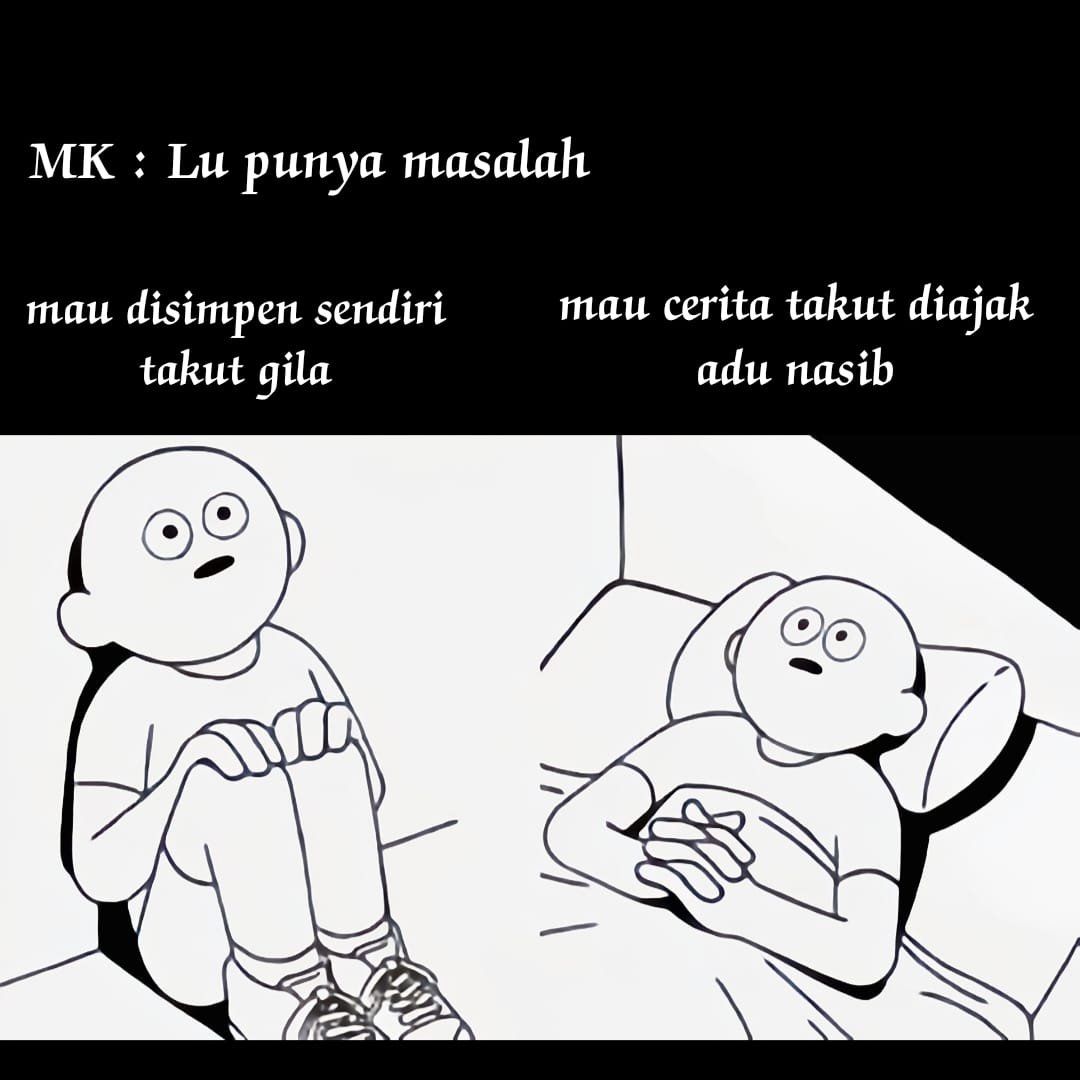 MK : Lu punya masalah
mau disimpen sendiri
takut gila
mau cerita takut diajak
adu nasib